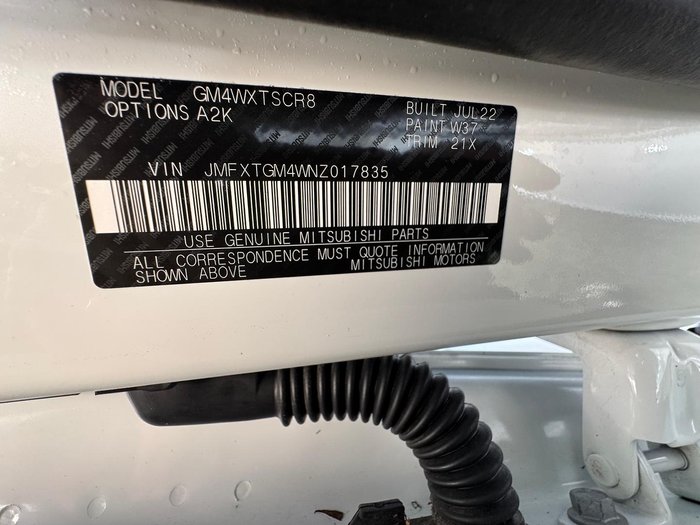 MODEL GM4WXTSCR8
OPTIONS A2K
BUILT JUL22
PAINT W37
TRIM 21X
VIN JMFXTGM4WNZ017835
USE GENUINE MITSUBISHI PARTS
ALL CORRESPONDENCE MUST QUOTE INFORMATION
SHOWN ABOVE MITSUBISHI MOTORS